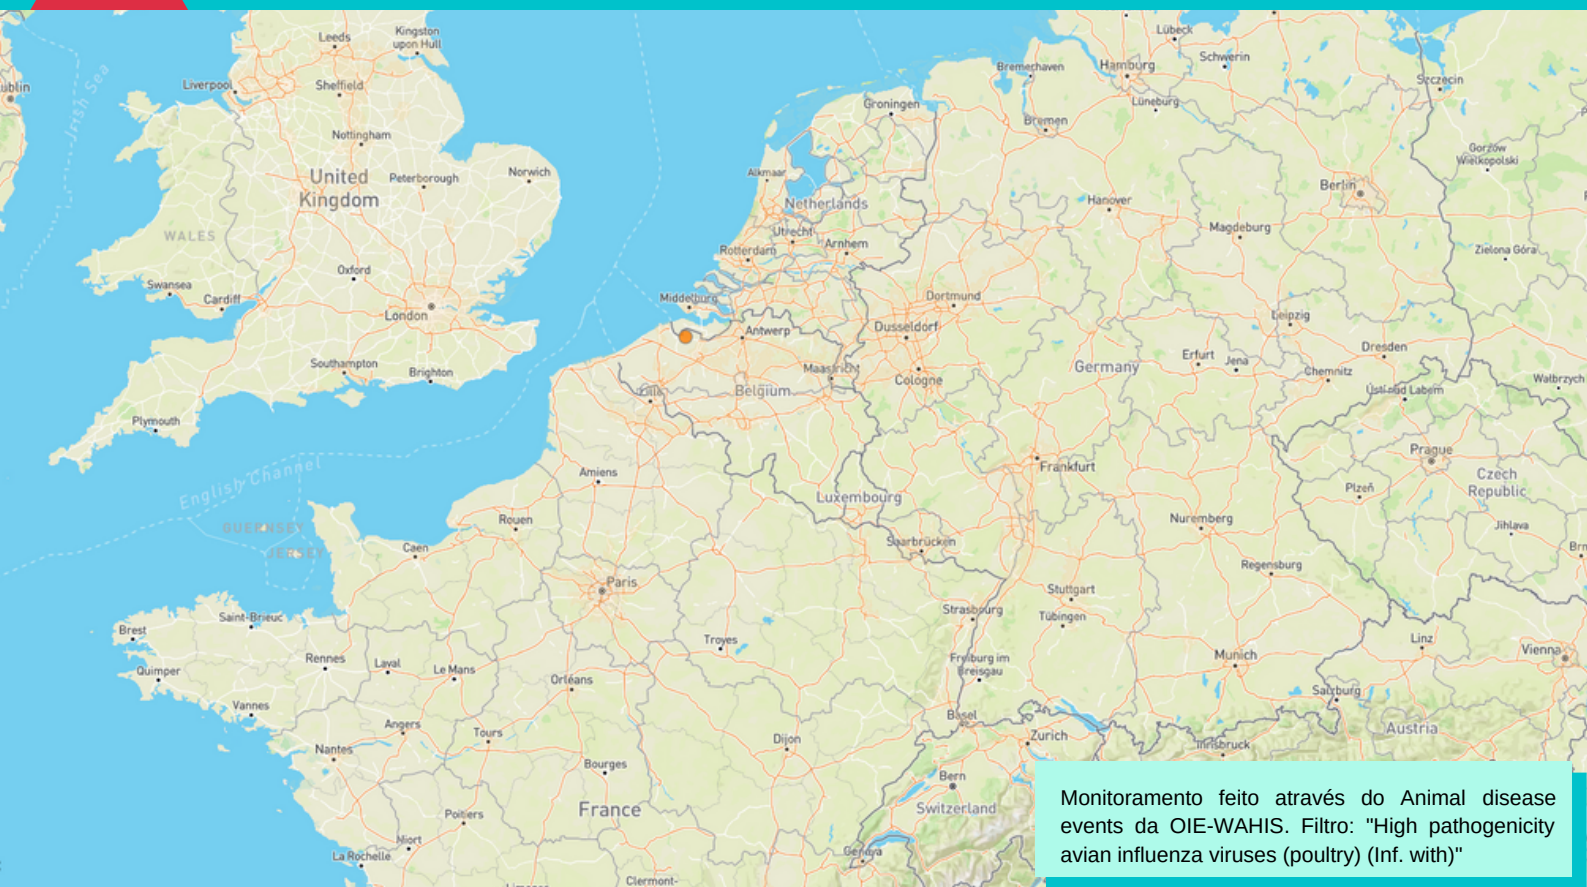 Lübeck
Kingston
upon Hull
Leeds
Schwerin
Hamburg
Bremerhaven
Szczecin
Liverpool
Sheffield
ublin
Irish Sea
Groningen
Lüneburg
Bremen
Nottingham
Gorzów
Wielkopolski
United
Kingdom
Peterborough
Norwich
Alkmaar
Berlin
Netherlands
Hanover
WALES
Utrecht
Magdeburg
Rotterdam
Arnhem
Zielona Góra
Oxford
Swansea
Cardiff
Middelburg
Dortmund
London
Antwerp
Dusseldorf
Leipzig
Dresden
Southampton
Brighton
Maastricht
Cologne
Germany
Erfurt
Jena
Chemnitz
Wałbrzych
Lille
Belgium
Ústí nad Labem
Plymouth
Prague
English Channel
Amiens
Frankfurt
Czech
Republic
Plzeň
Luxembourg
GUERNSEY
Rouen
Nuremberg
Jihlava
JERSEY
Caen
Saarbrücken
Brn
Regensburg
Paris
Stuttgart
Saint-Brieuc
Strasbourg
Tübingen
Brest
Troyes
Linz
Vienna
Quimper
Rennes
Laval
Le Mans
Freiburg im
Breisgau
Munich
Orléans
Salzburg
Vannes
Basel
Angers
Tours
Dijon
Zurich
Austria
Nantes
Innsbruck
Bourges
Bern
France
Switzerland
Poitiers
Niort
La Rochelle
Geneva
Clermont-
Limoges
Monitoramento feito através do Animal disease
events da OIE-WAHIS. Filtro: "High pathogenicity
avian influenza viruses (poultry) (Inf. with)"